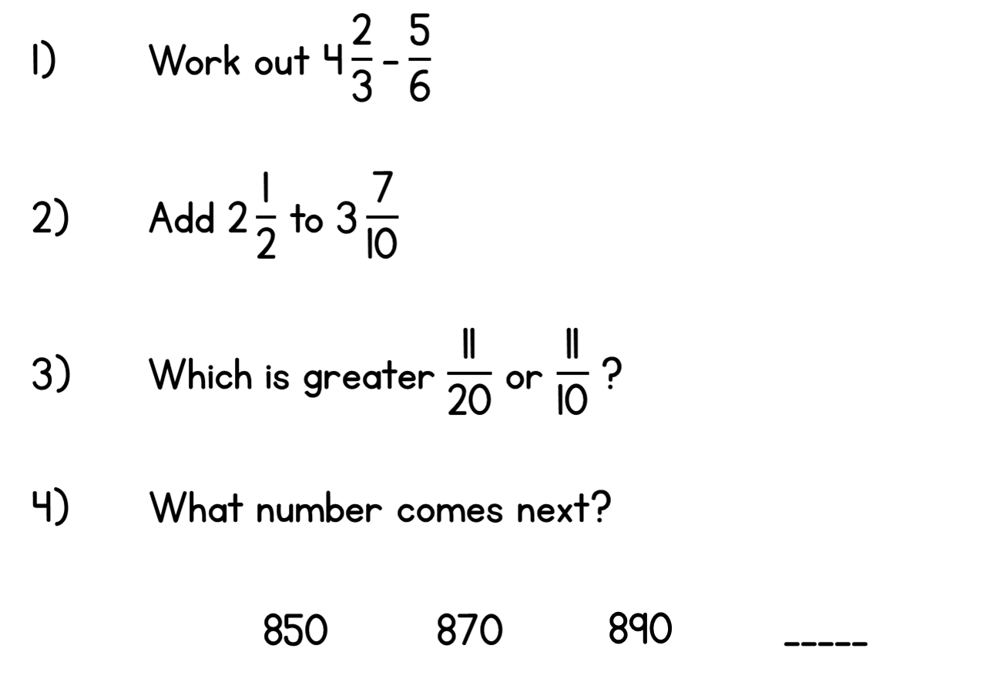 1) Work out 4 2/3 - 5/6
2) Add 2 1/2 to 3 7/10
3) Which is greater 11/20 or 11/10 ?
4) What number comes next?
850 870 890 _____